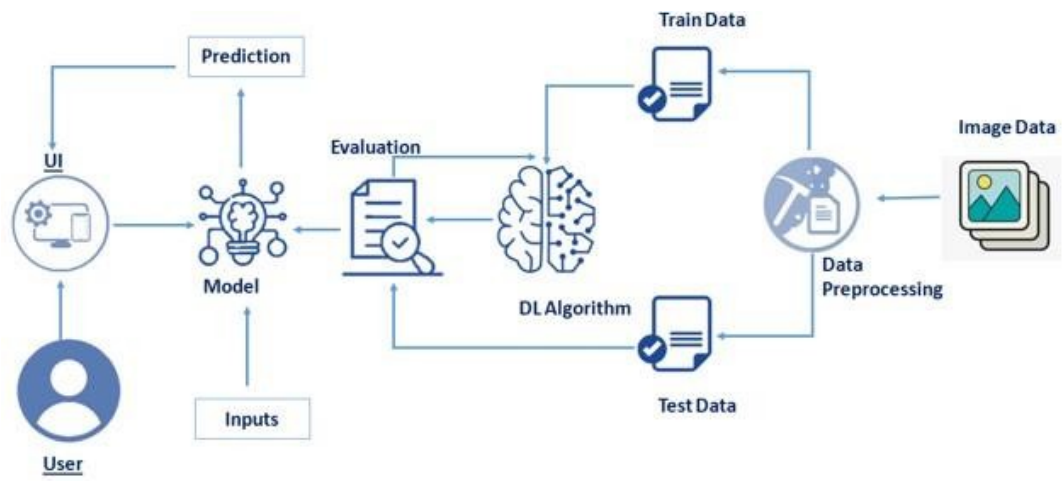 Train Data
Prediction
Image Data
Evaluation
UI
Model
Data
Preprocessing
DL Algorithm
Inputs
Test Data
User